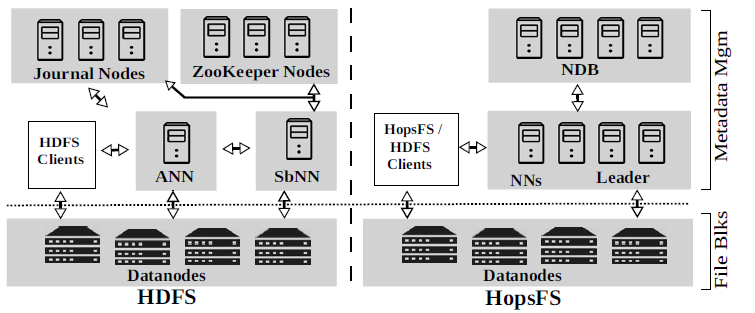 Journal Nodes
ZooKeeper Nodes
HDFS
Clients
ANN
SbNN
Datanodes
HDFS
NDB
HopsFS /
HDFS
Clients
NNs
Leader
Datanodes
HopsFS
Metadata Mgm
File Blks